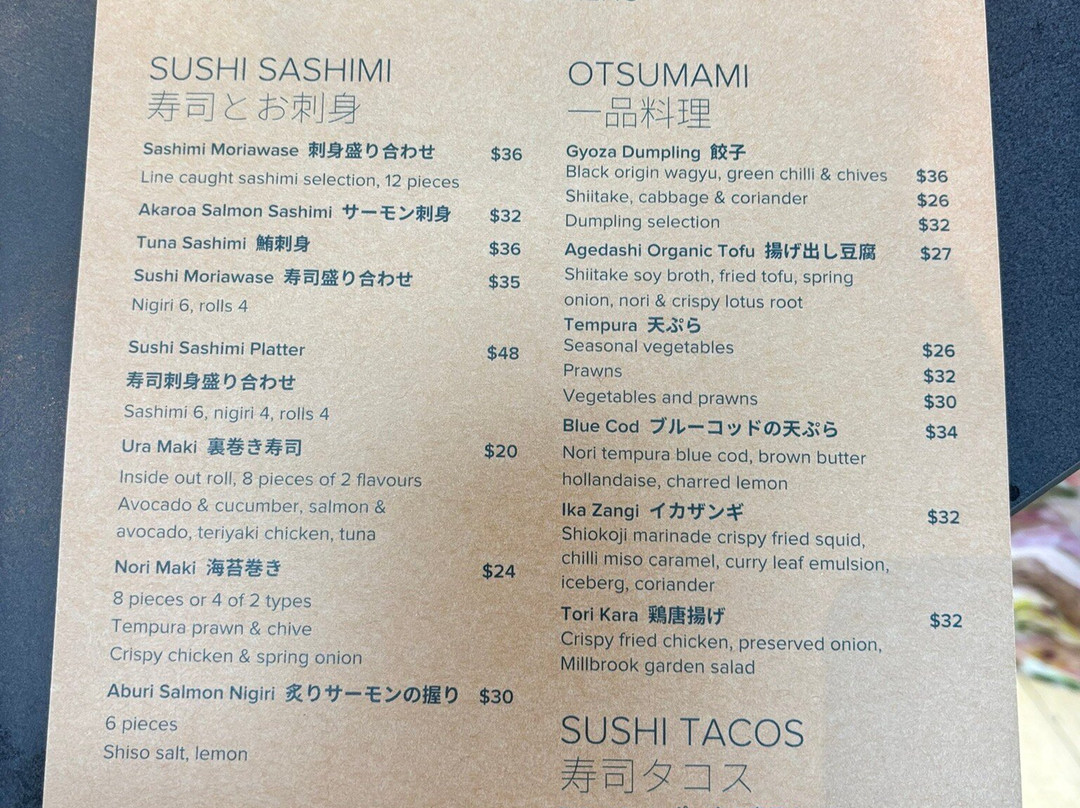 SUSHI SASHIMI
寿司とお刺身
Sashimi Moriawase 刺身盛り合わせ $36
Line caught sashimi selection, 12 pieces
Akaroa Salmon Sashimi サーモン刺身 $32
Tuna Sashimi 鮪刺身 $36
Sushi Moriawase 寿司盛り合わせ $35
Nigiri 6, rolls 4
Sushi Sashimi Platter $48
寿司刺身盛り合わせ
Sashimi 6, nigiri 4, rolls 4
Ura Maki 裏巻き寿司 $20
Inside out roll, 8 pieces of 2 flavours
Avocado & cucumber, salmon &
avocado, teriyaki chicken, tuna
Nori Maki 海苔巻き $24
8 pieces or 4 of 2 types
Tempura prawn & chive
Crispy chicken & spring onion
Aburi Salmon Nigiri 炙りサーモンの握り $30
6 pieces
Shiso salt, lemon
OTSUMAMI
一品料理
Gyoza Dumpling 餃子
Black origin wagyu, green chilli & chives $36
Shiitake, cabbage & coriander $26
Dumpling selection $32
Agedashi Organic Tofu 揚げ出し豆腐 $27
Shiitake soy broth, fried tofu, spring
onion, nori & crispy lotus root
Tempura 天ぷら
Seasonal vegetables $26
Prawns $32
Vegetables and prawns $30
Blue Cod ブルーコッドの天ぷら $34
Nori tempura blue cod, brown butter
hollandaise, charred lemon
Ika Zangi イカザンギ $32
Shiokoji marinade crispy fried squid,
chilli miso caramel, curry leaf emulsion,
iceberg, coriander
Tori Kara 鶏唐揚げ $32
Crispy fried chicken, preserved onion,
Millbrook garden salad
SUSHI TACOS
寿司タコス